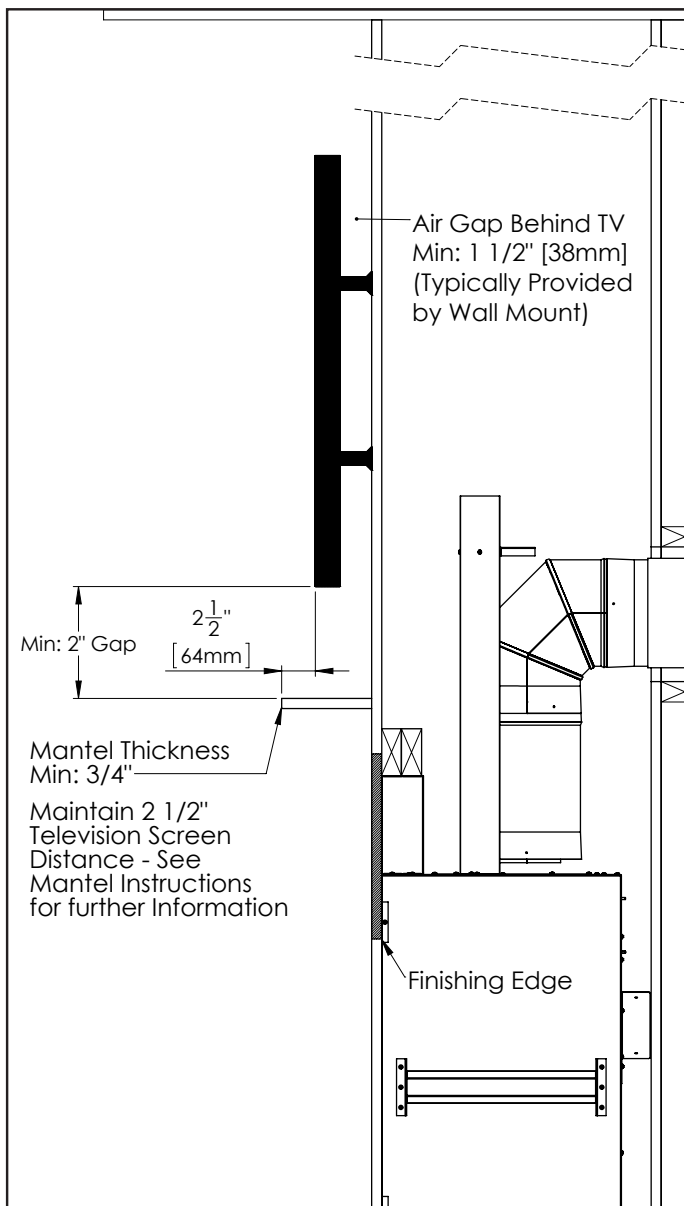 Air Gap Behind TV
Min: 1 1/2" [38mm]
(Typically Provided
by Wall Mount)
2 1/2"
[64mm]
Min: 2" Gap
Mantel Thickness
Min: 3/4"
Maintain 2 1/2"
Television Screen
Distance - See
Mantel Instructions
for further Information
Finishing Edge